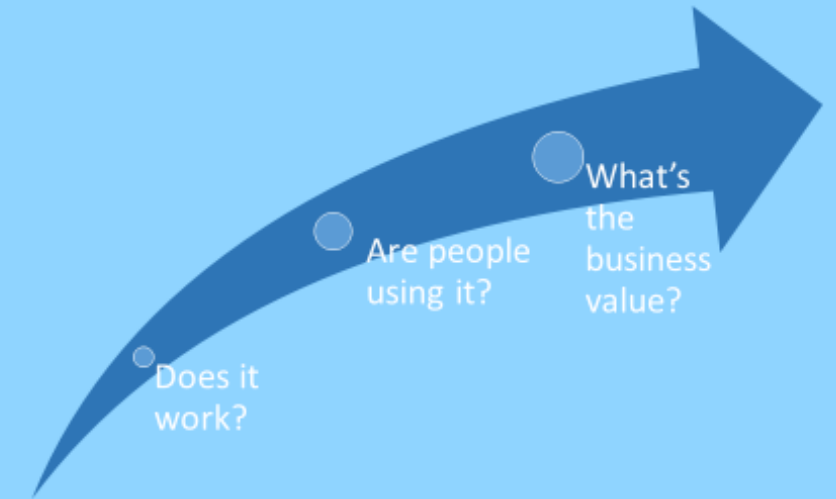 What's
the
business
value?
Are people
using it?
Does it
work?